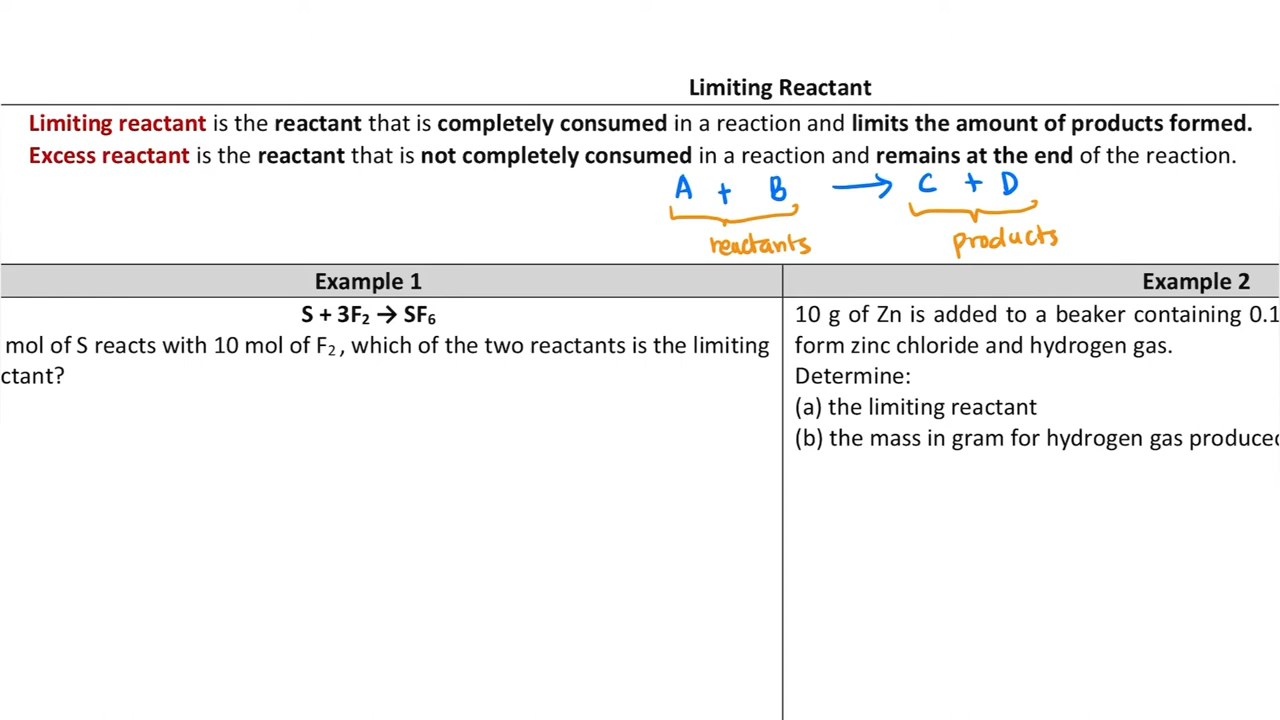 Limiting Reactant
Limiting reactant is the reactant that is completely consumed in a reaction and limits the amount of products formed.
Excess reactant is the reactant that is not completely consumed in a reaction and remains at the end of the reaction.
A + B → C + D
reactants products
Example 1
S + 3F₂ → SF₆
mol of S reacts with 10 mol of F₂ , which of the two reactants is the limiting
ctant?
Example 2
10 g of Zn is added to a beaker containing 0.1
form zinc chloride and hydrogen gas.
Determine:
(a) the limiting reactant
(b) the mass in gram for hydrogen gas produced